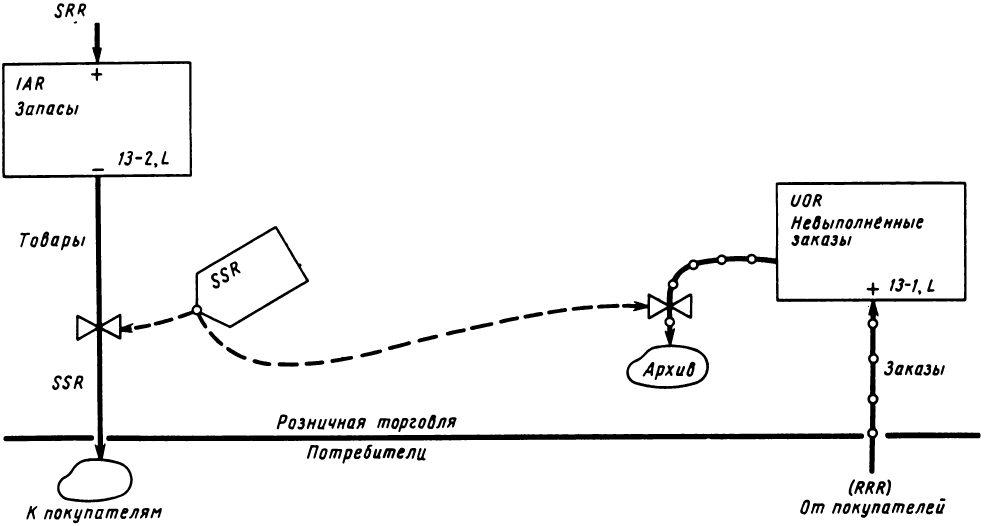 SRR
+
IAR
Запасы
– 13-2, L
Товары
SSR
UOR
Невыполненные
заказы
+ 13-1, L
SSR
Архив
Заказы
Розничная торговля
Потребители
К покупателям
(RRR)
От покупателей